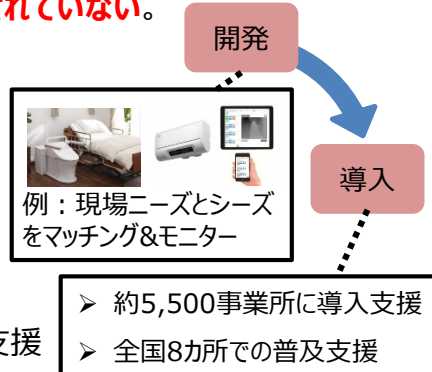 れていない。
開発
例：現場ニーズとシーズ
をマッチング&モニター
導入
支援
➢ 約5,500事業所に導入支援
➢ 全国8カ所での普及支援